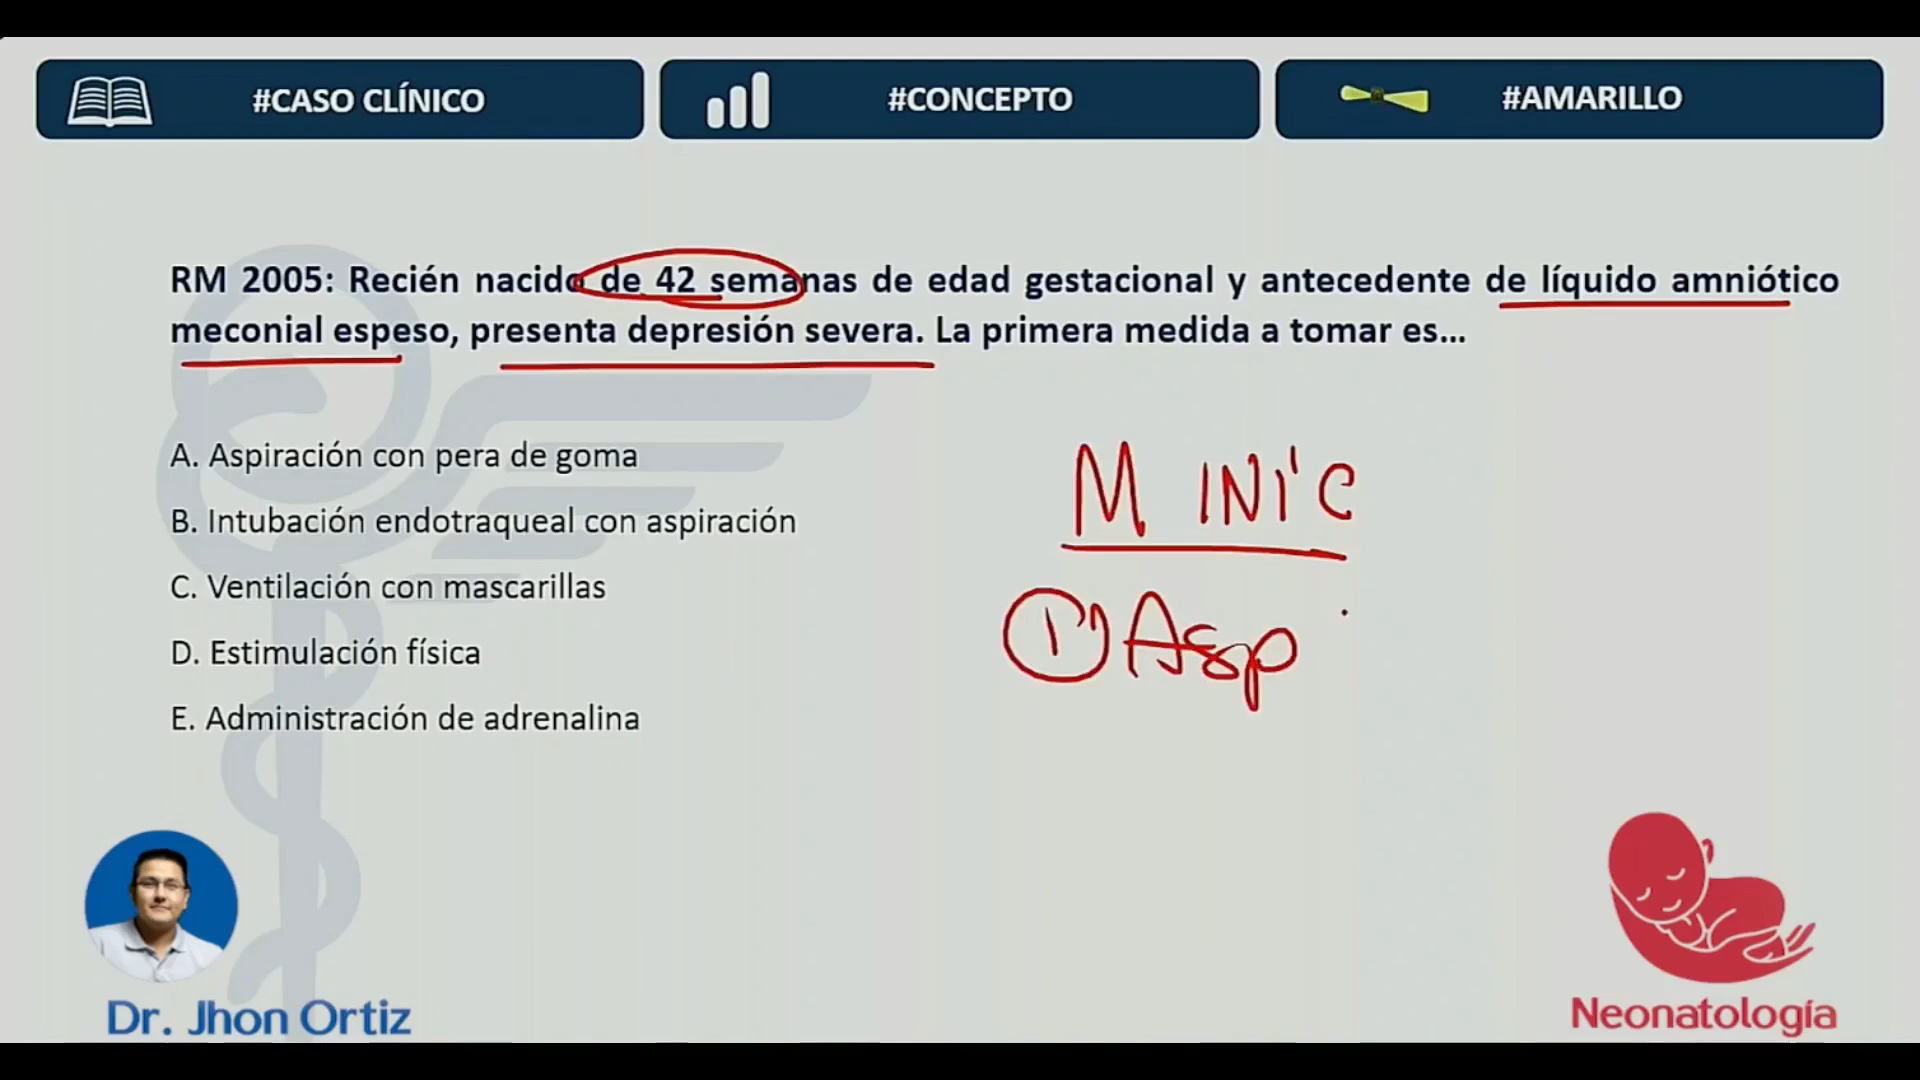 #CASO CLÍNICO
#CONCEPTO
#AMARILLO
RM 2005: Recién nacido de 42 semanas de edad gestacional y antecedente de líquido amniótico
meconial espeso, presenta depresión severa. La primera medida a tomar es...
A. Aspiración con pera de goma
B. Intubación endotraqueal con aspiración
C. Ventilación con mascarillas
D. Estimulación física
E. Administración de adrenalina
M INIC
1) Asp
Dr. Jhon Ortiz
Neonatología